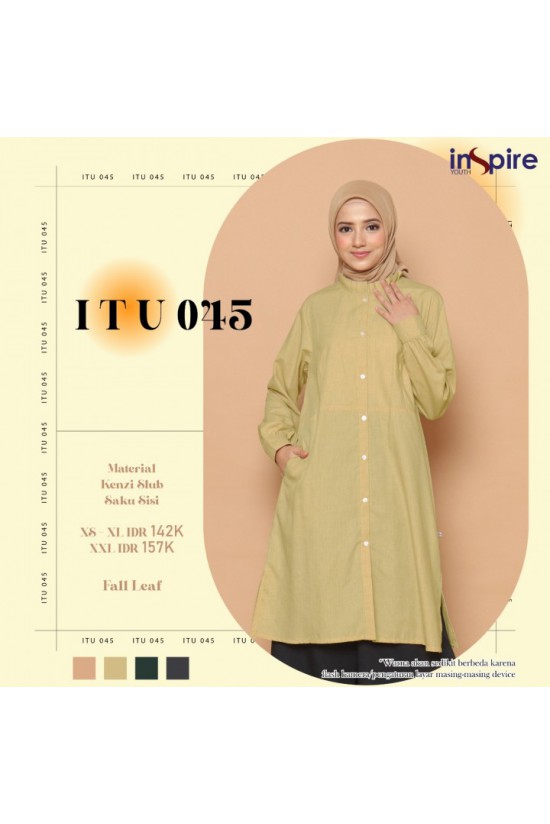 inSpire
YOUTH
ITU 045 ITU 045 ITU 045 ITU 045
ITU 045
ITU 045
ITU 045
ITU 045
ITU 045
ITU 045
ITU 045
Material
Kenzi Slub
Saku Sisi
XS - XL IDR 142K
XXL IDR 157K
Fall Leaf
ITU 045 ITU 045 ITU 045 ITU 045
*Warna akan sedikit berbeda karena
flash kamera/pengaturan layar masing-masing device